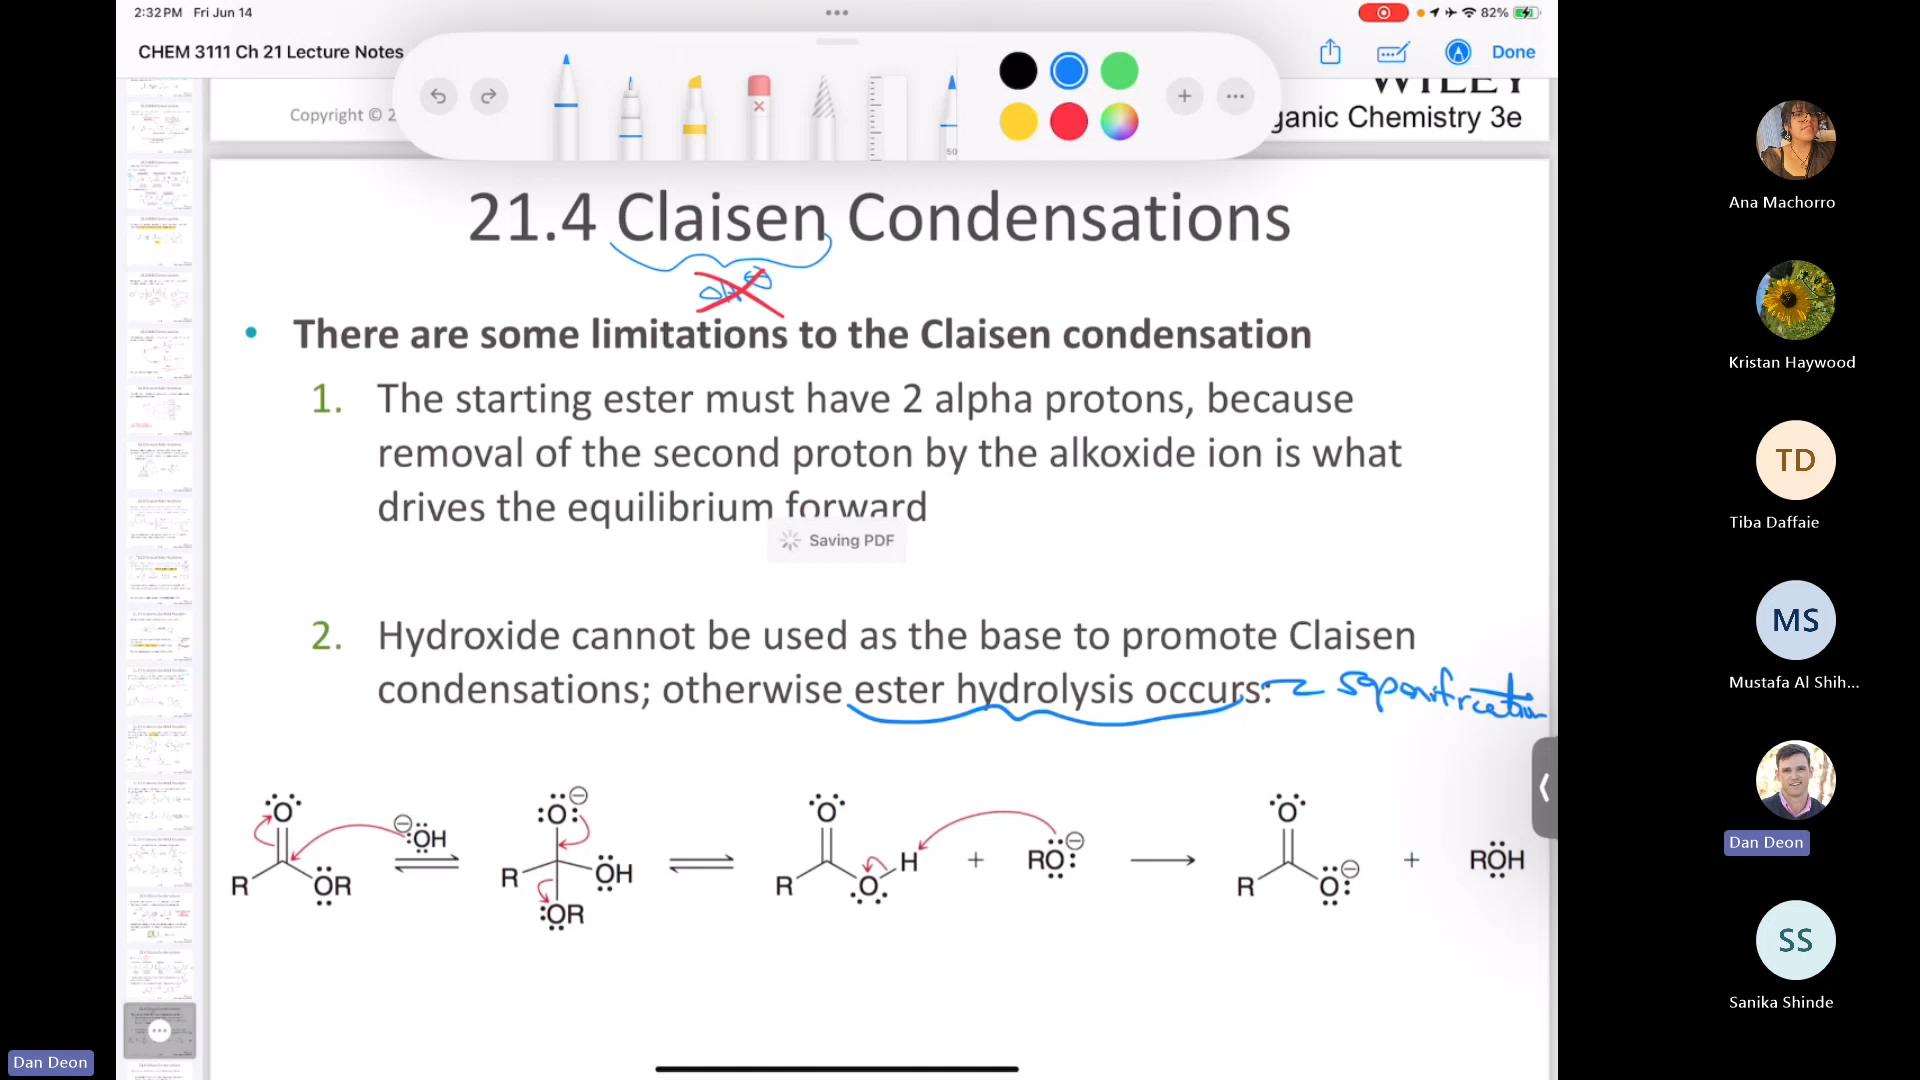 2:32 PM Fri Jun 14
82%
CHEM 3111 Ch 21 Lecture Notes
Done
50
Copyright © 2
WILEY
ganic Chemistry 3e
21.4 Claisen Condensations
OH⊖
• There are some limitations to the Claisen condensation
1. The starting ester must have 2 alpha protons, because
removal of the second proton by the alkoxide ion is what
drives the equilibrium forward
Saving PDF
2. Hydroxide cannot be used as the base to promote Claisen
condensations; otherwise ester hydrolysis occurs:
saponification
O ⊖ OH R OR
O ⊖ R OH OR
O R O H + RO ⊖
O R O ⊖ + ROH
Ana Machorro
Kristan Haywood
TD
Tiba Daffaie
MS
Mustafa Al Shih...
Dan Deon
SS
Sanika Shinde
Dan Deon